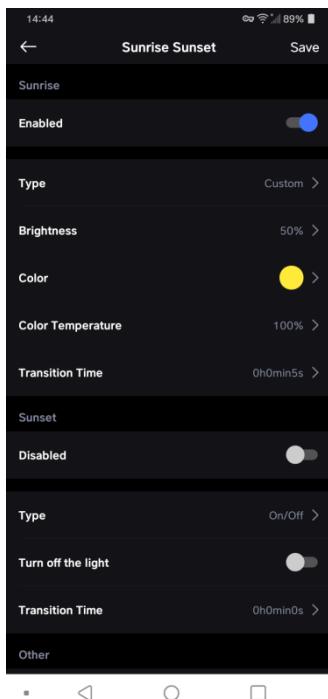 14:44 89%
Sunrise Sunset Save
Sunrise
Enabled
Type Custom
Brightness 50%
Color
Color Temperature 100%
Transition Time 0h0min5s
Sunset
Disabled
Type On/Off
Turn off the light
Transition Time 0h0min0s
Other